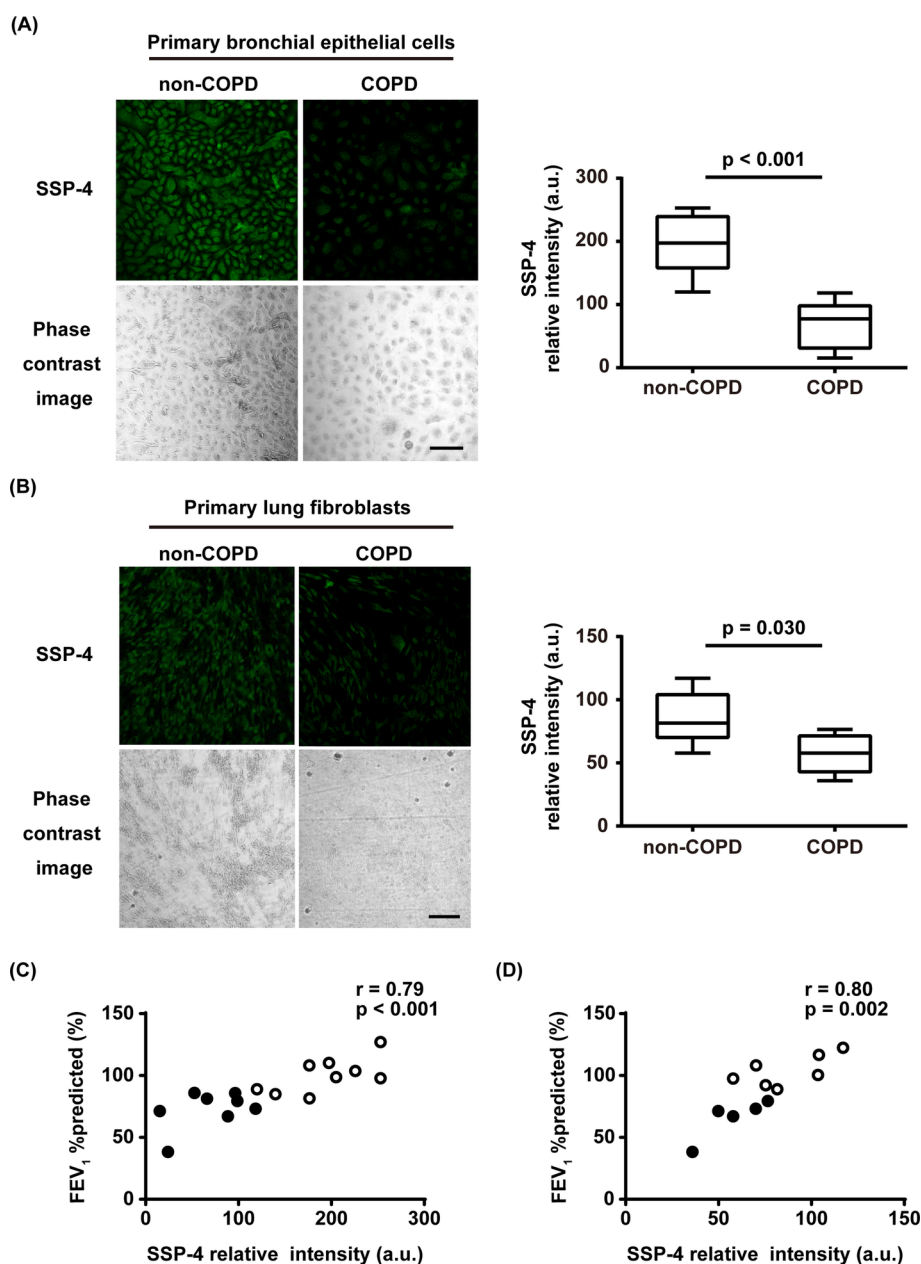 (A)
Primary bronchial epithelial cells
non-COPD COPD
SSP-4
Phase
contrast
image
p < 0.001
SSP-4
relative intensity (a.u.)
300
200
100
0
non-COPD COPD
(B)
Primary lung fibroblasts
non-COPD COPD
SSP-4
Phase
contrast
image
p = 0.030
SSP-4
relative intensity (a.u.)
150
100
50
0
non-COPD COPD
(C)
r = 0.79
p < 0.001
FEV₁ %predicted (%)
150
100
50
0
0 100 200 300
SSP-4 relative intensity (a.u.)
(D)
r = 0.80
p = 0.002
FEV₁ %predicted (%)
150
100
50
0
0 50 100 150
SSP-4 relative intensity (a.u.)